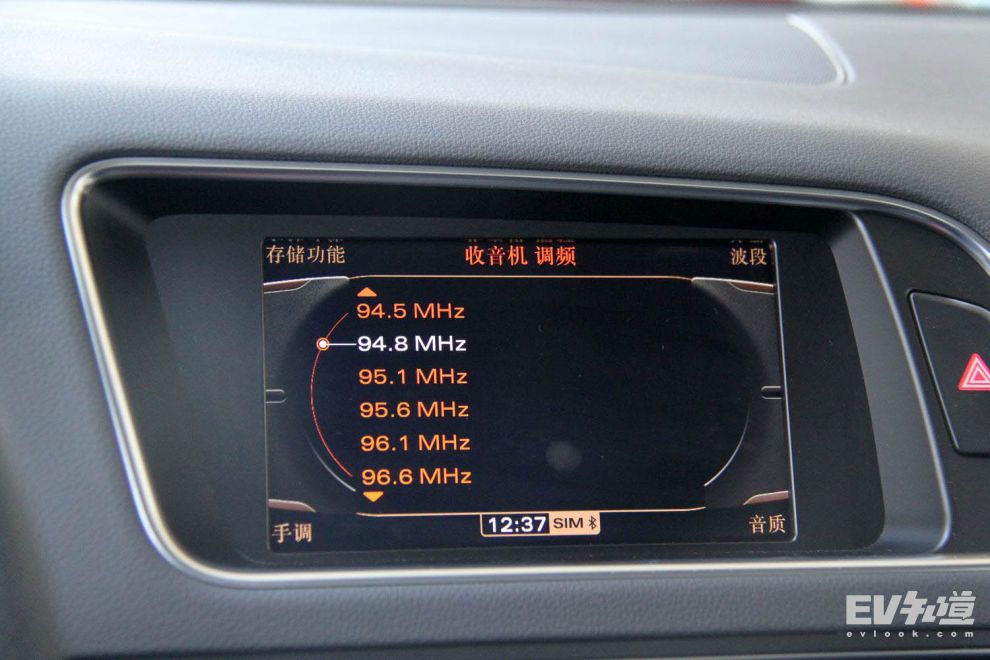 存储功能
收音机 调频
波段
94.5 MHz
94.8 MHz
95.1 MHz
95.6 MHz
96.1 MHz
96.6 MHz
手调
12:37 SIM
音质
EV知道
evlook.com